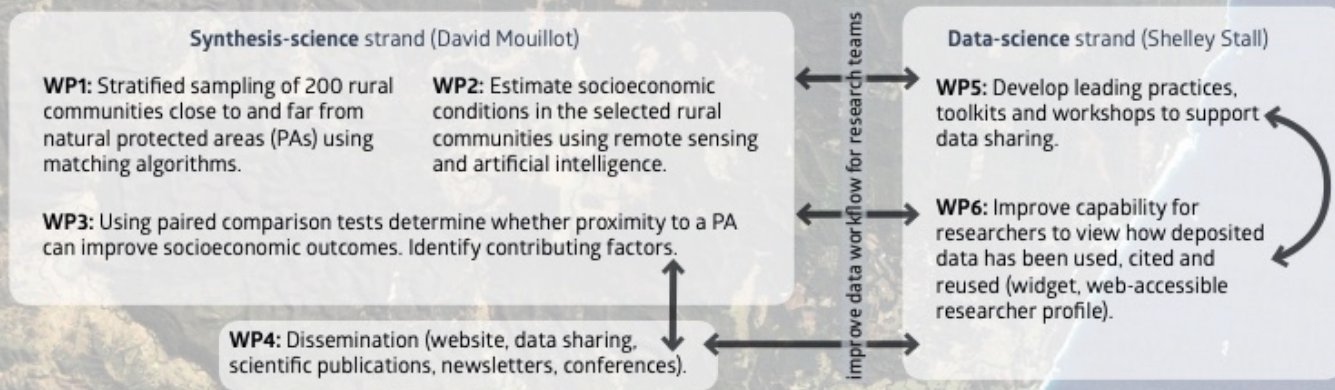 Synthesis-science strand (David Mouillot)
WP1: Stratified sampling of 200 rural
communities close to and far from
natural protected areas (PAs) using
matching algorithms.
WP2: Estimate socioeconomic
conditions in the selected rural
communities using remote sensing
and artificial intelligence.
WP3: Using paired comparison tests determine whether proximity to a PA
can improve socioeconomic outcomes. Identify contributing factors.
WP4: Dissemination (website, data sharing,
scientific publications, newsletters, conferences).
improve data workflow for research teams
Data-science strand (Shelley Stall)
WP5: Develop leading practices,
toolkits and workshops to support
data sharing.
WP6: Improve capability for
researchers to view how deposited
data has been used, cited and
reused (widget, web-accessible
researcher profile).